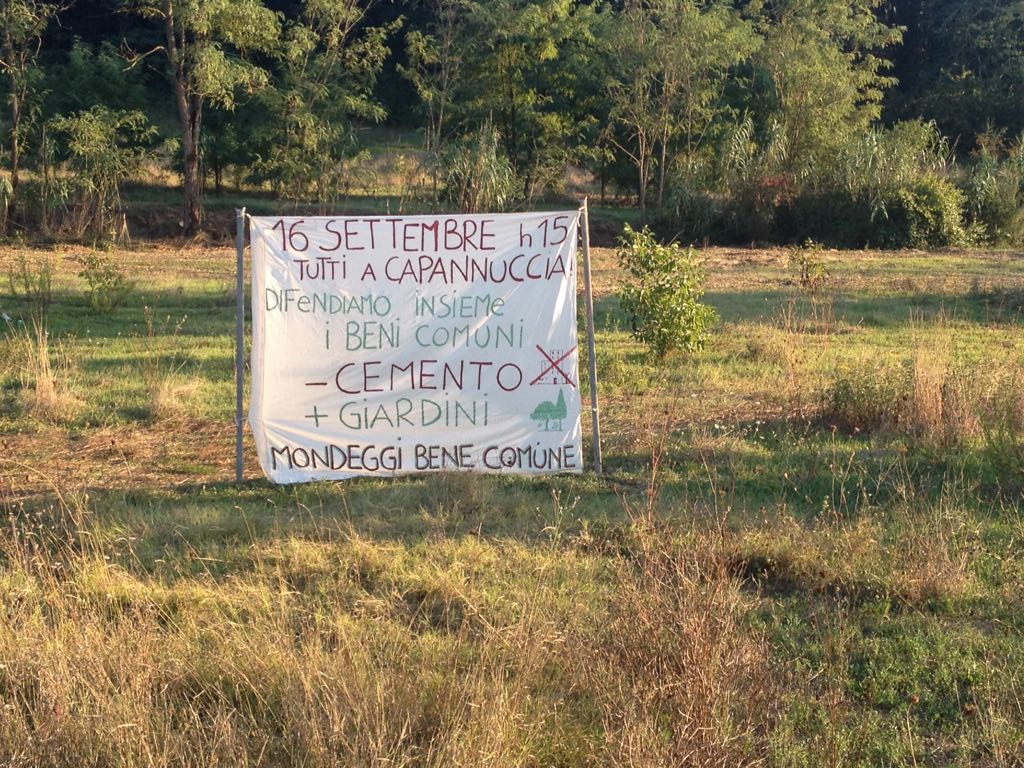 16 SETTEMBRE h15
TUTTI A CAPANNUCCIA!
DIFeNDIAMO INSIEMe
i BENI COMUNI
- CEMENTO
+ GiARDiNI
MONDEGGi BENE COMUNE